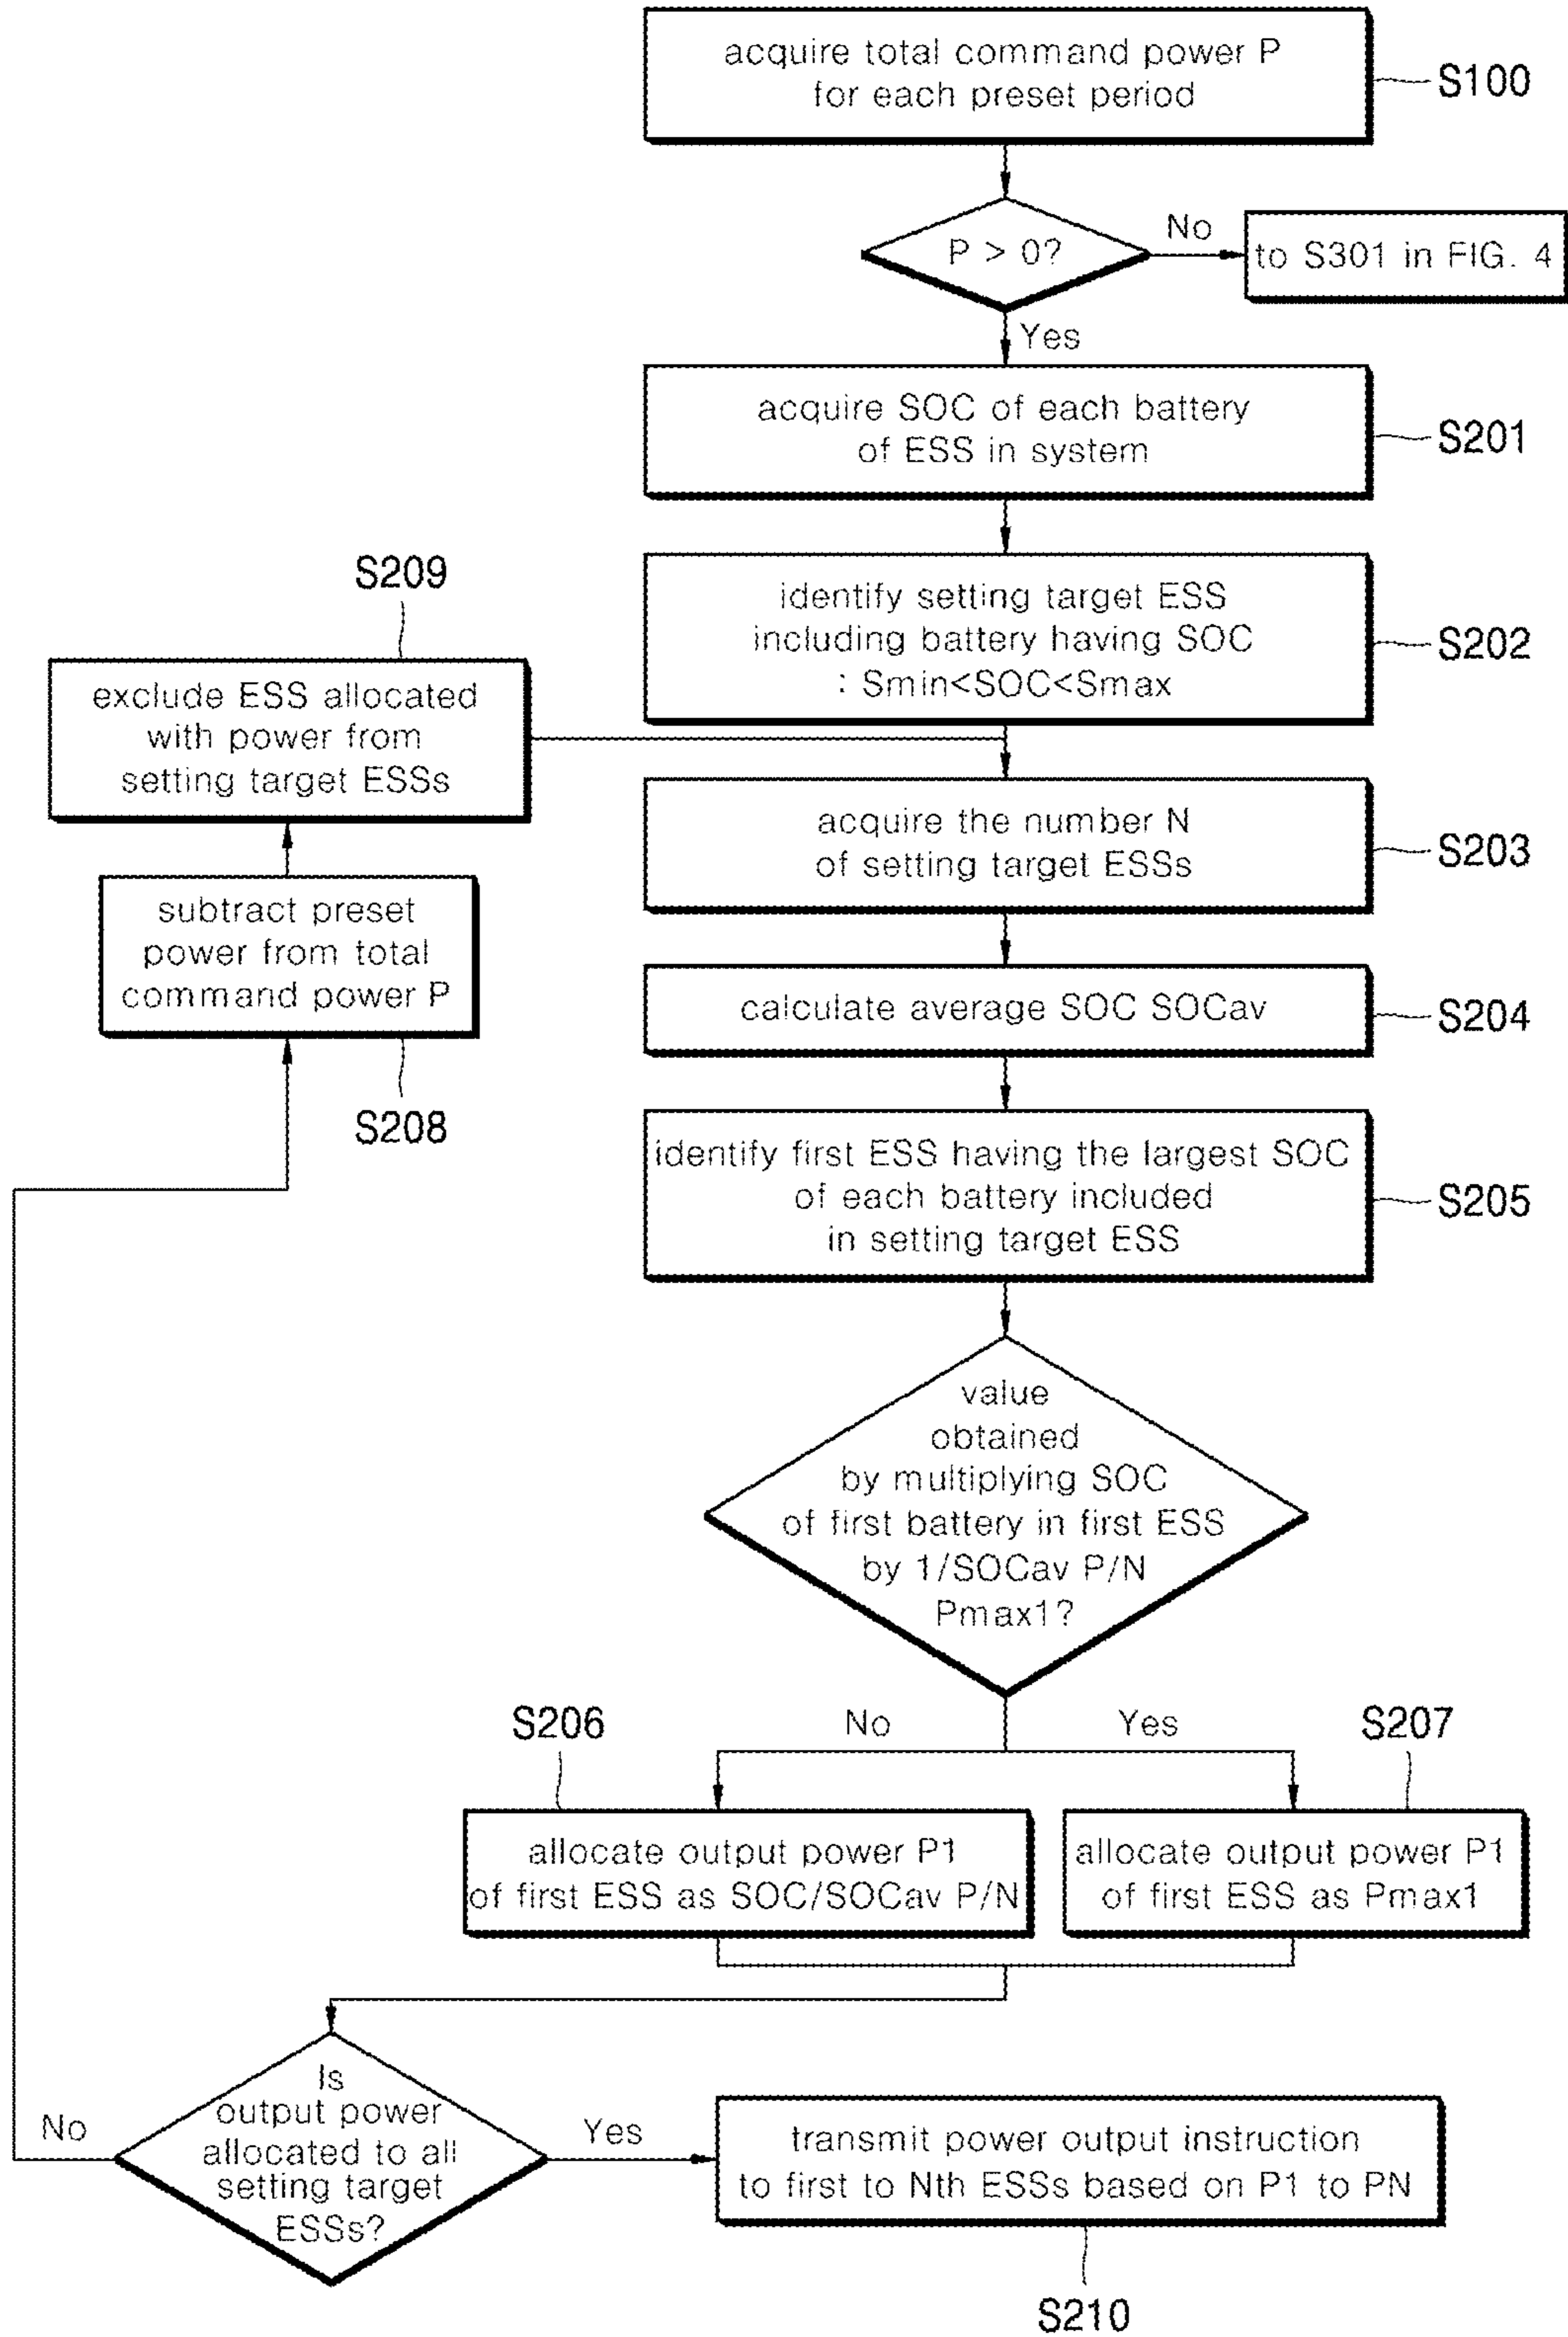 acquire total command power P
for each preset period
S100
P > 0?
No
to S301 in FIG. 4
Yes
acquire SOC of each battery
of ESS in system
S201
identify setting target ESS
including battery having SOC
: Smin<SOC<Smax
S202
S209
exclude ESS allocated
with power from
setting target ESSs
acquire the number N
of setting target ESSs
S203
subtract preset
power from total
command power P
S208
calculate average SOC SOCav
S204
identify first ESS having the largest SOC
of each battery included
in setting target ESS
S205
value
obtained
by multiplying SOC
of first battery in first ESS
by 1/SOCav P/N
Pmax1?
No
Yes
S206
allocate output power P1
of first ESS as SOC/SOCav P/N
S207
allocate output power P1
of first ESS as Pmax1
Is
output power
allocated to all
setting target
ESSs?
No
Yes
transmit power output instruction
to first to Nth ESSs based on P1 to PN
S210